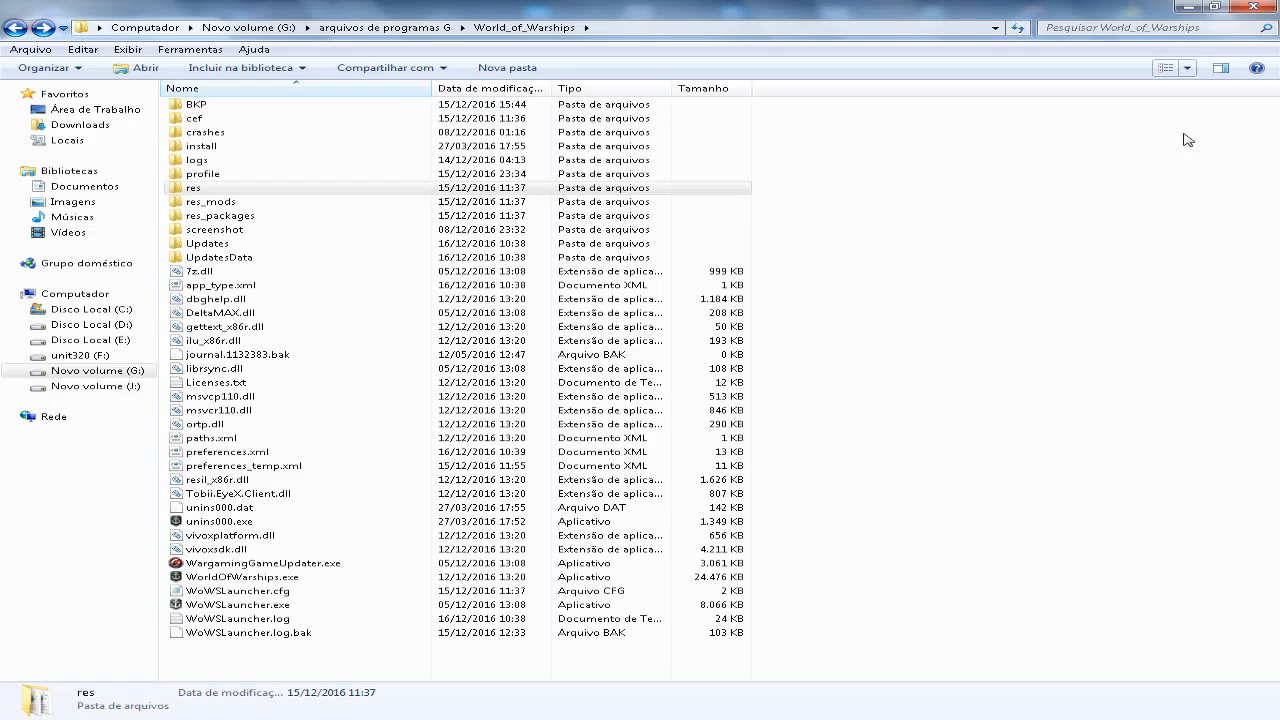 Computador Novo volume (G:) arquivos de programas G World_of_Warships Pesquisar World_of_Warships
Arquivo Editar Exibir Ferramentas Ajuda
Organizar Abrir Incluir na biblioteca Compartilhar com Nova pasta
Favoritos
Área de Trabalho
Downloads
Locais
Bibliotecas
Documentos
Imagens
Músicas
Vídeos
Grupo doméstico
Computador
Disco Local (C:)
Disco Local (D:)
Disco Local (E:)
unit320 (F:)
Novo volume (G:)
Novo volume (J:)
Rede
Nome Data de modificaç... Tipo Tamanho
BKP 15/12/2016 15:44 Pasta de arquivos
cef 15/12/2016 11:36 Pasta de arquivos
crashes 08/12/2016 01:16 Pasta de arquivos
install 27/03/2016 17:55 Pasta de arquivos
logs 14/12/2016 04:13 Pasta de arquivos
profile 15/12/2016 23:34 Pasta de arquivos
res 15/12/2016 11:37 Pasta de arquivos
res_mods 15/12/2016 11:37 Pasta de arquivos
res_packages 15/12/2016 11:37 Pasta de arquivos
screenshot 08/12/2016 23:32 Pasta de arquivos
Updates 16/12/2016 10:38 Pasta de arquivos
UpdatesData 16/12/2016 10:38 Pasta de arquivos
7z.dll 05/12/2016 13:08 Extensão de aplica... 999 KB
app_type.xml 16/12/2016 10:38 Documento XML 1 KB
dbghelp.dll 12/12/2016 13:20 Extensão de aplica... 1.184 KB
DeltaMAX.dll 05/12/2016 13:08 Extensão de aplica... 208 KB
gettext_x86r.dll 12/12/2016 13:20 Extensão de aplica... 50 KB
ilu_x86r.dll 12/12/2016 13:20 Extensão de aplica... 193 KB
journal.1132383.bak 12/05/2016 12:47 Arquivo BAK 0 KB
librsync.dll 05/12/2016 13:08 Extensão de aplica... 108 KB
Licenses.txt 12/12/2016 13:20 Documento de Te... 12 KB
msvcp110.dll 12/12/2016 13:20 Extensão de aplica... 513 KB
msvcr110.dll 12/12/2016 13:20 Extensão de aplica... 846 KB
ortp.dll 12/12/2016 13:20 Extensão de aplica... 290 KB
paths.xml 12/12/2016 13:20 Documento XML 1 KB
preferences.xml 16/12/2016 10:39 Documento XML 13 KB
preferences_temp.xml 15/12/2016 11:55 Documento XML 11 KB
resil_x86r.dll 12/12/2016 13:20 Extensão de aplica... 1.626 KB
Tobii.EyeX.Client.dll 12/12/2016 13:20 Extensão de aplica... 807 KB
unins000.dat 27/03/2016 17:55 Arquivo DAT 142 KB
unins000.exe 27/03/2016 17:52 Aplicativo 1.349 KB
vivoxplatform.dll 12/12/2016 13:20 Extensão de aplica... 656 KB
vivoxsdk.dll 12/12/2016 13:20 Extensão de aplica... 4.211 KB
WargamingGameUpdater.exe 05/12/2016 13:08 Aplicativo 3.061 KB
WorldOfWarships.exe 12/12/2016 13:20 Aplicativo 24.476 KB
WoWSLauncher.cfg 15/12/2016 11:37 Arquivo CFG 2 KB
WoWSLauncher.exe 05/12/2016 13:08 Aplicativo 8.066 KB
WoWSLauncher.log 16/12/2016 10:38 Documento de Te... 24 KB
WoWSLauncher.log.bak 15/12/2016 12:33 Arquivo BAK 103 KB
res Data de modificaç... 15/12/2016 11:37
Pasta de arquivos